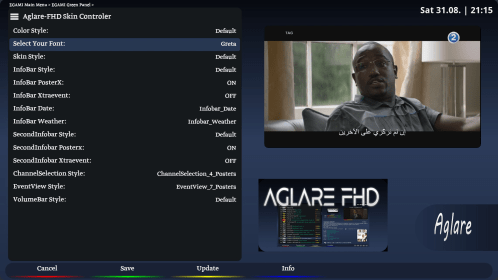 EGAMI Main Menu » EGAMI Green Panel »
Aglare-FHD Skin Controler
Sat 31.08. | 21:15
Color Style: Default
Select Your Font: Greta
Skin Style: Default
InfoBar Style: Default
InfoBar PosterX: ON
InfoBar Xtraevent: OFF
InfoBar Date: Infobar_Date
InfoBar Weather: Infobar_Weather
SecondInfobar Style: Default
SecondInfobar Posterx: ON
SecondInfobar Xtraevent: OFF
ChannelSelection Style: ChannelSelection_4_Posters
EventView Style: EventView_7_Posters
VolumeBar Style: Default
2
إن لم تركزي على الآخرين
AGLARE FHD
Aglare
Cancel
Save
Update
Info